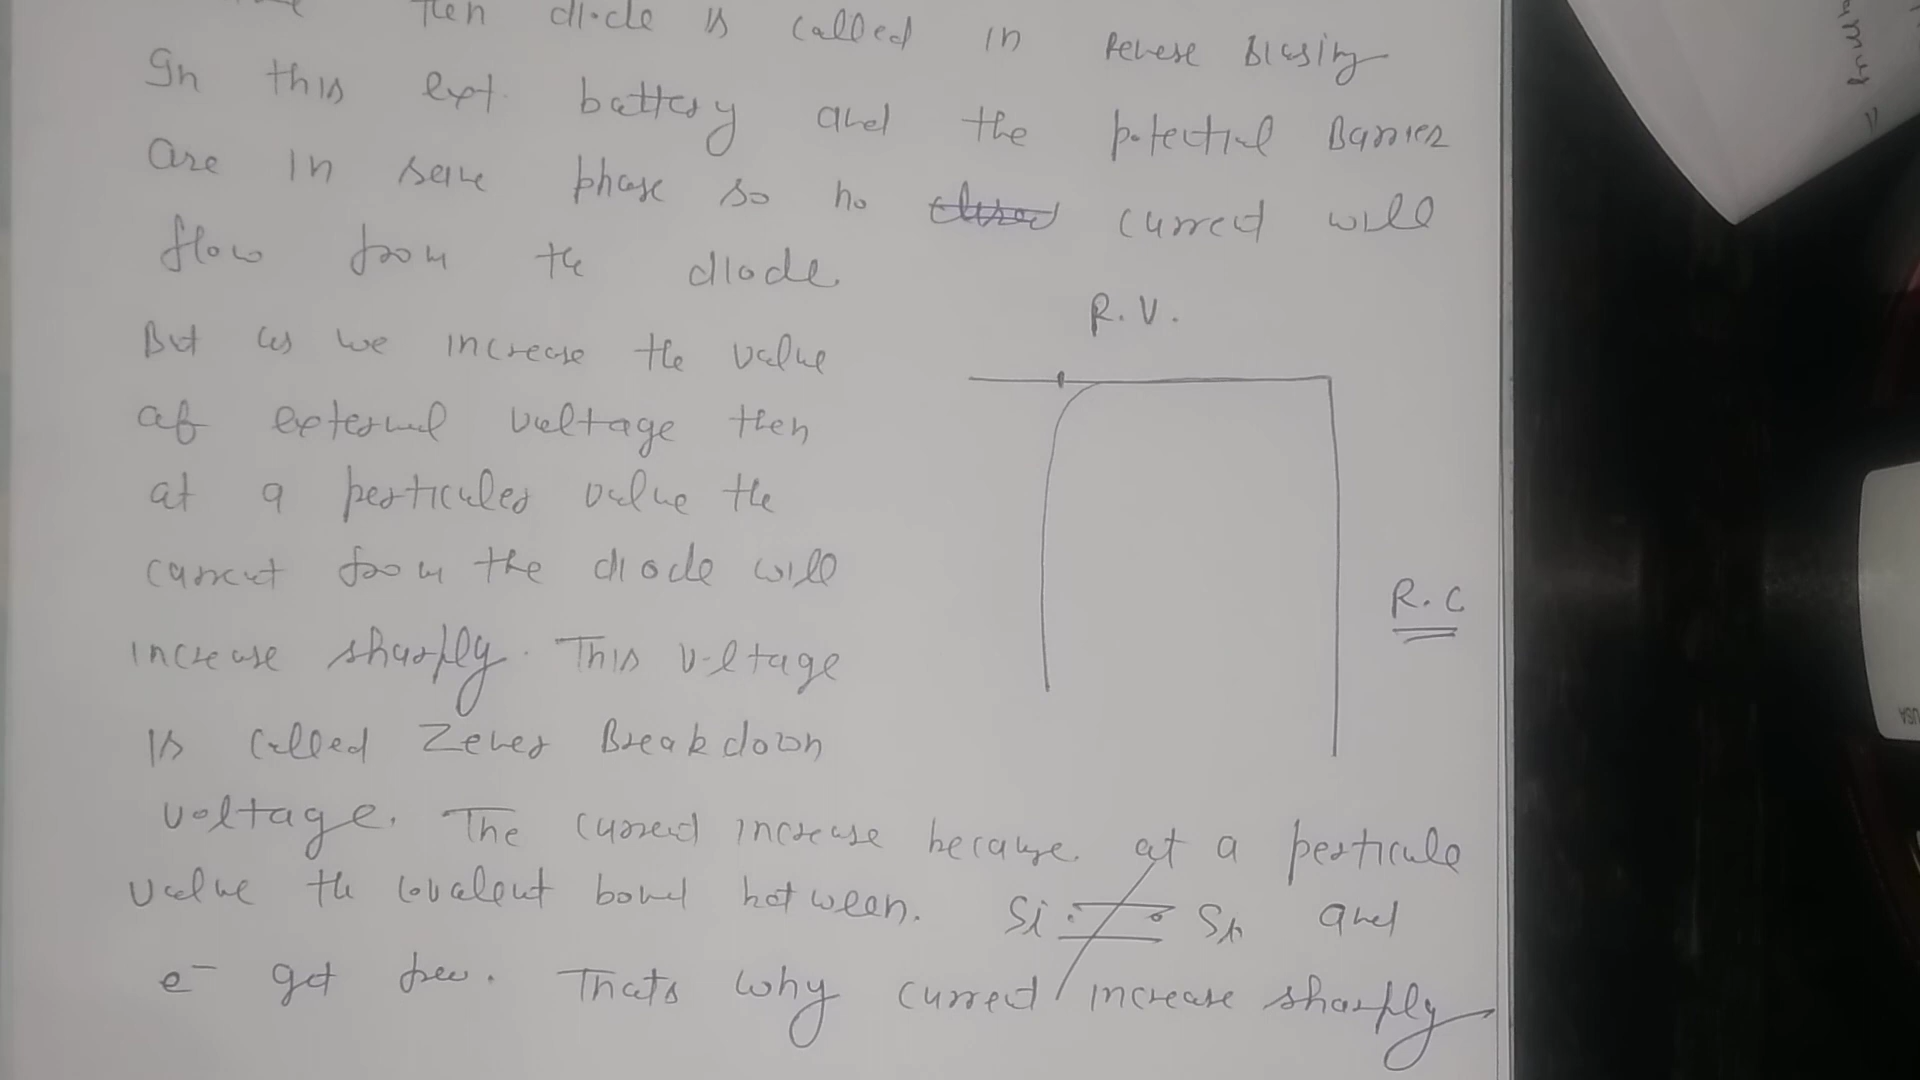 then diode is called in Reverse Biasing
In this ext. battery and the potential Barrier
are in same phase so no current will
flow from the diode.
R.V.
But as we increase the value
of external voltage then
at a perticuler value the
current from the diode will
R.C
increase sharply. This voltage
is called Zener Breakdown
voltage. The current increase because at a perticule
value the covalent bond between. Si Si and
e⁻ get free. Thats why current increase sharply
USA